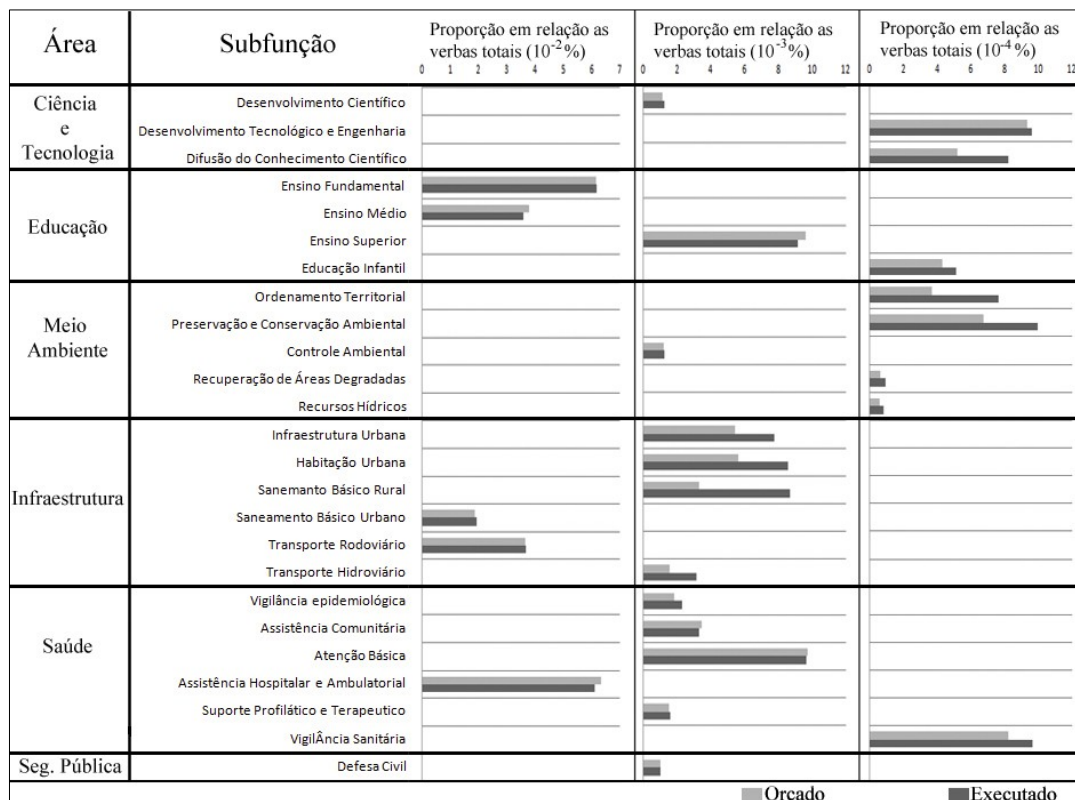 Área
Subfunção
Proporção em relação as
verbas totais (10-2%)
0 1 2 3 4 5 6 7
Proporção em relação as
verbas totais (10-3%)
0 2 4 6 8 10 12
Proporção em relação as
verbas totais (10-4%)
0 2 4 6 8 10 12
Ciência
e
Tecnologia
Desenvolvimento Científico
Desenvolvimento Tecnológico e Engenharia
Difusão do Conhecimento Científico
Educação
Ensino Fundamental
Ensino Médio
Ensino Superior
Educação Infantil
Meio
Ambiente
Ordenamento Territorial
Preservação e Conservação Ambiental
Controle Ambiental
Recuperação de Áreas Degradadas
Recursos Hídricos
Infraestrutura
Infraestrutura Urbana
Habitação Urbana
Sanemanto Básico Rural
Saneamento Básico Urbano
Transporte Rodoviário
Transporte Hidroviário
Saúde
Vigilância epidemiológica
Assistência Comunitária
Atenção Básica
Assistência Hospitalar e Ambulatorial
Suporte Profilático e Terapeutico
VigilÂncia Sanitária
Seg. Pública
Defesa Civil
Orçado
Executado